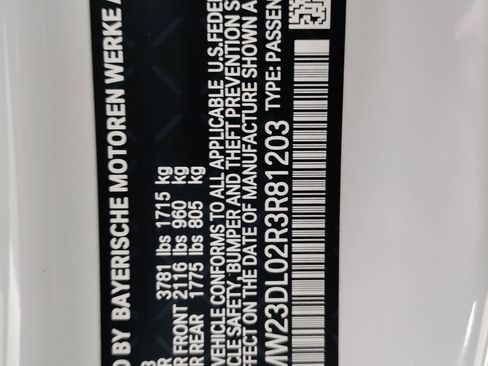 D BY BAYERISCHE MOTOREN WERKE A
3781 lbs 1715 kg
FRONT 2116 lbs 960 kg
REAR 1775 lbs 805 kg
VEHICLE CONFORMS TO ALL APPLICABLE U.S.FEDE
CLE SAFETY, BUMPER AND THEFT PREVENTION S
EFFECT ON THE DATE OF MANUFACTURE SHOWN A
MW23DL02R3R81203 TYPE: PASSEN